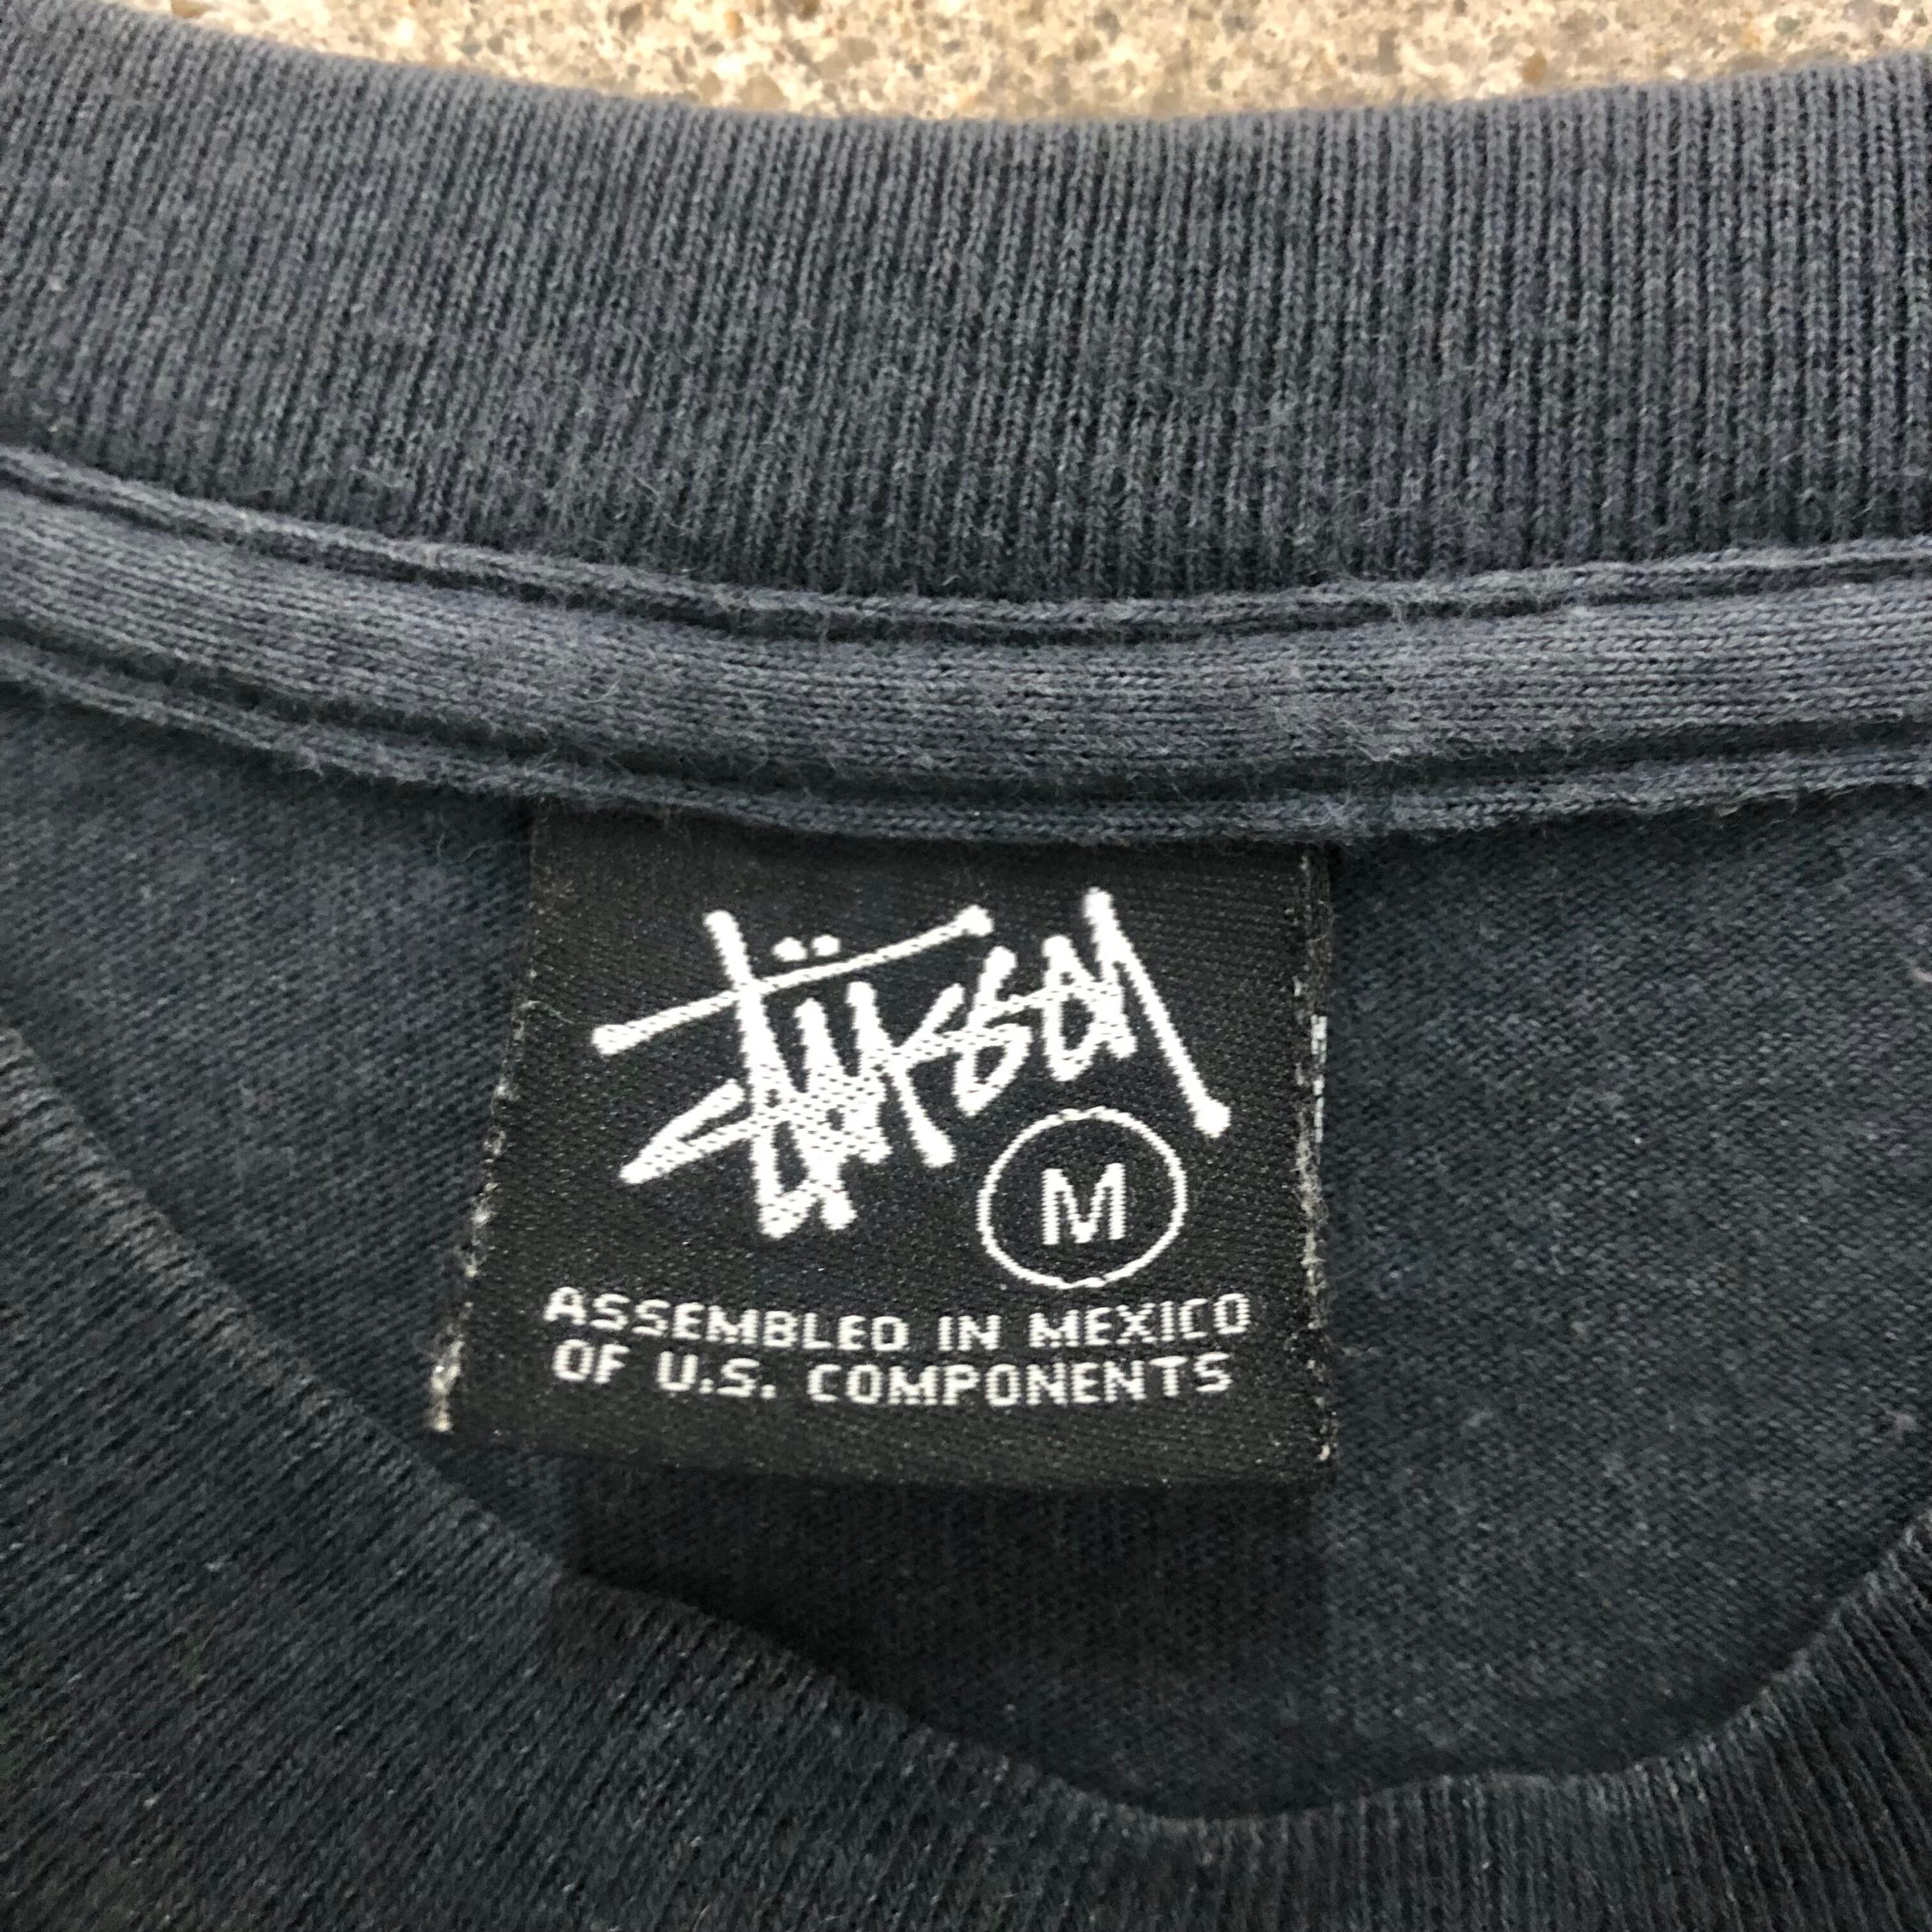 Stüssy
M
ASSEMBLED IN MEXICO
OF U.S. COMPONENTS